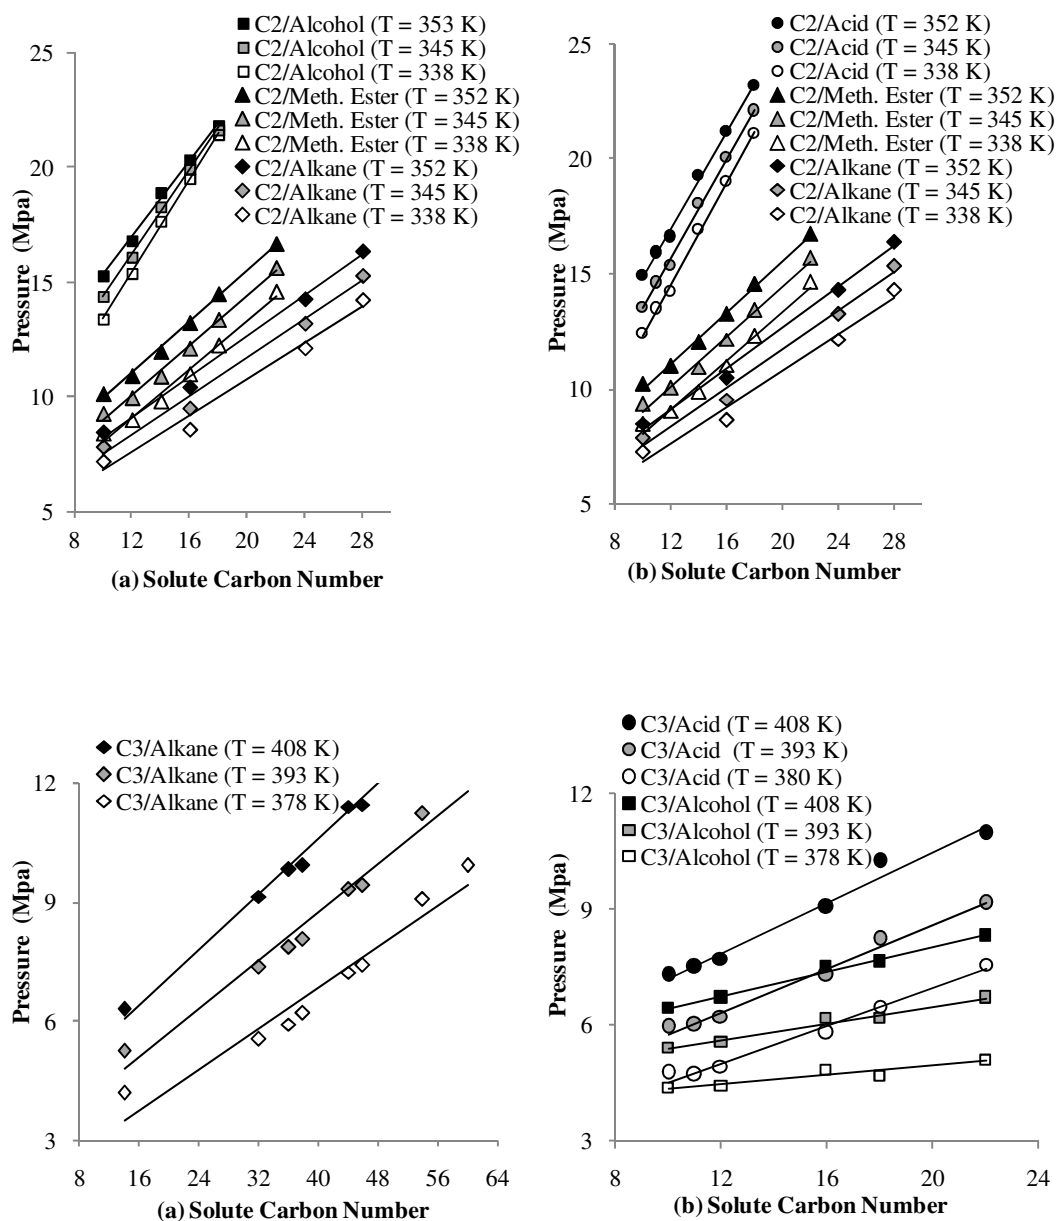 C2/Alcohol (T = 353 K)
C2/Alcohol (T = 345 K)
C2/Alcohol (T = 338 K)
C2/Meth. Ester (T = 352 K)
C2/Meth. Ester (T = 345 K)
C2/Meth. Ester (T = 338 K)
C2/Alkane (T = 352 K)
C2/Alkane (T = 345 K)
C2/Alkane (T = 338 K)
25
20
15
10
5
Pressure (Mpa)
8 12 16 20 24 28
(a) Solute Carbon Number
C2/Acid (T = 352 K)
C2/Acid (T = 345 K)
C2/Acid (T = 338 K)
C2/Meth. Ester (T = 352 K)
C2/Meth. Ester (T = 345 K)
C2/Meth. Ester (T = 338 K)
C2/Alkane (T = 352 K)
C2/Alkane (T = 345 K)
C2/Alkane (T = 338 K)
25
20
15
10
5
Pressure (Mpa)
8 12 16 20 24 28
(b) Solute Carbon Number
C3/Alkane (T = 408 K)
C3/Alkane (T = 393 K)
C3/Alkane (T = 378 K)
12
9
6
3
Pressure (Mpa)
8 16 24 32 40 48 56 64
(a) Solute Carbon Number
C3/Acid (T = 408 K)
C3/Acid (T = 393 K)
C3/Acid (T = 380 K)
C3/Alcohol (T = 408 K)
C3/Alcohol (T = 393 K)
C3/Alcohol (T = 378 K)
12
9
6
3
Pressure (Mpa)
8 12 16 20 24
(b) Solute Carbon Number